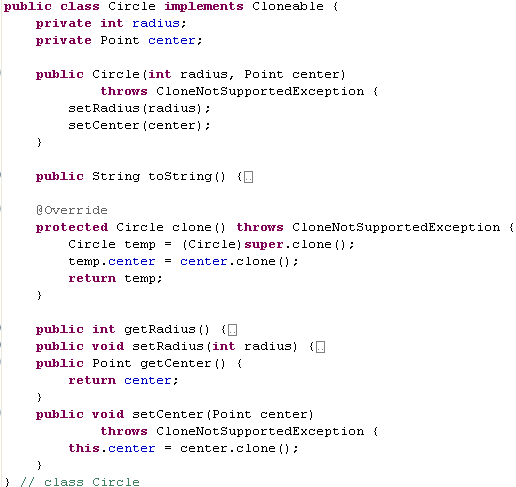 public class Circle implements Cloneable {
    private int radius;
    private Point center;

    public Circle(int radius, Point center)
            throws CloneNotSupportedException {
        setRadius(radius);
        setCenter(center);
    }

    public String toString() {

    @Override
    protected Circle clone() throws CloneNotSupportedException {
        Circle temp = (Circle)super.clone();
        temp.center = center.clone();
        return temp;
    }

    public int getRadius() {
    public void setRadius(int radius) {
    public Point getCenter() {
        return center;
    }
    public void setCenter(Point center)
            throws CloneNotSupportedException {
        this.center = center.clone();
    }
} // class Circle